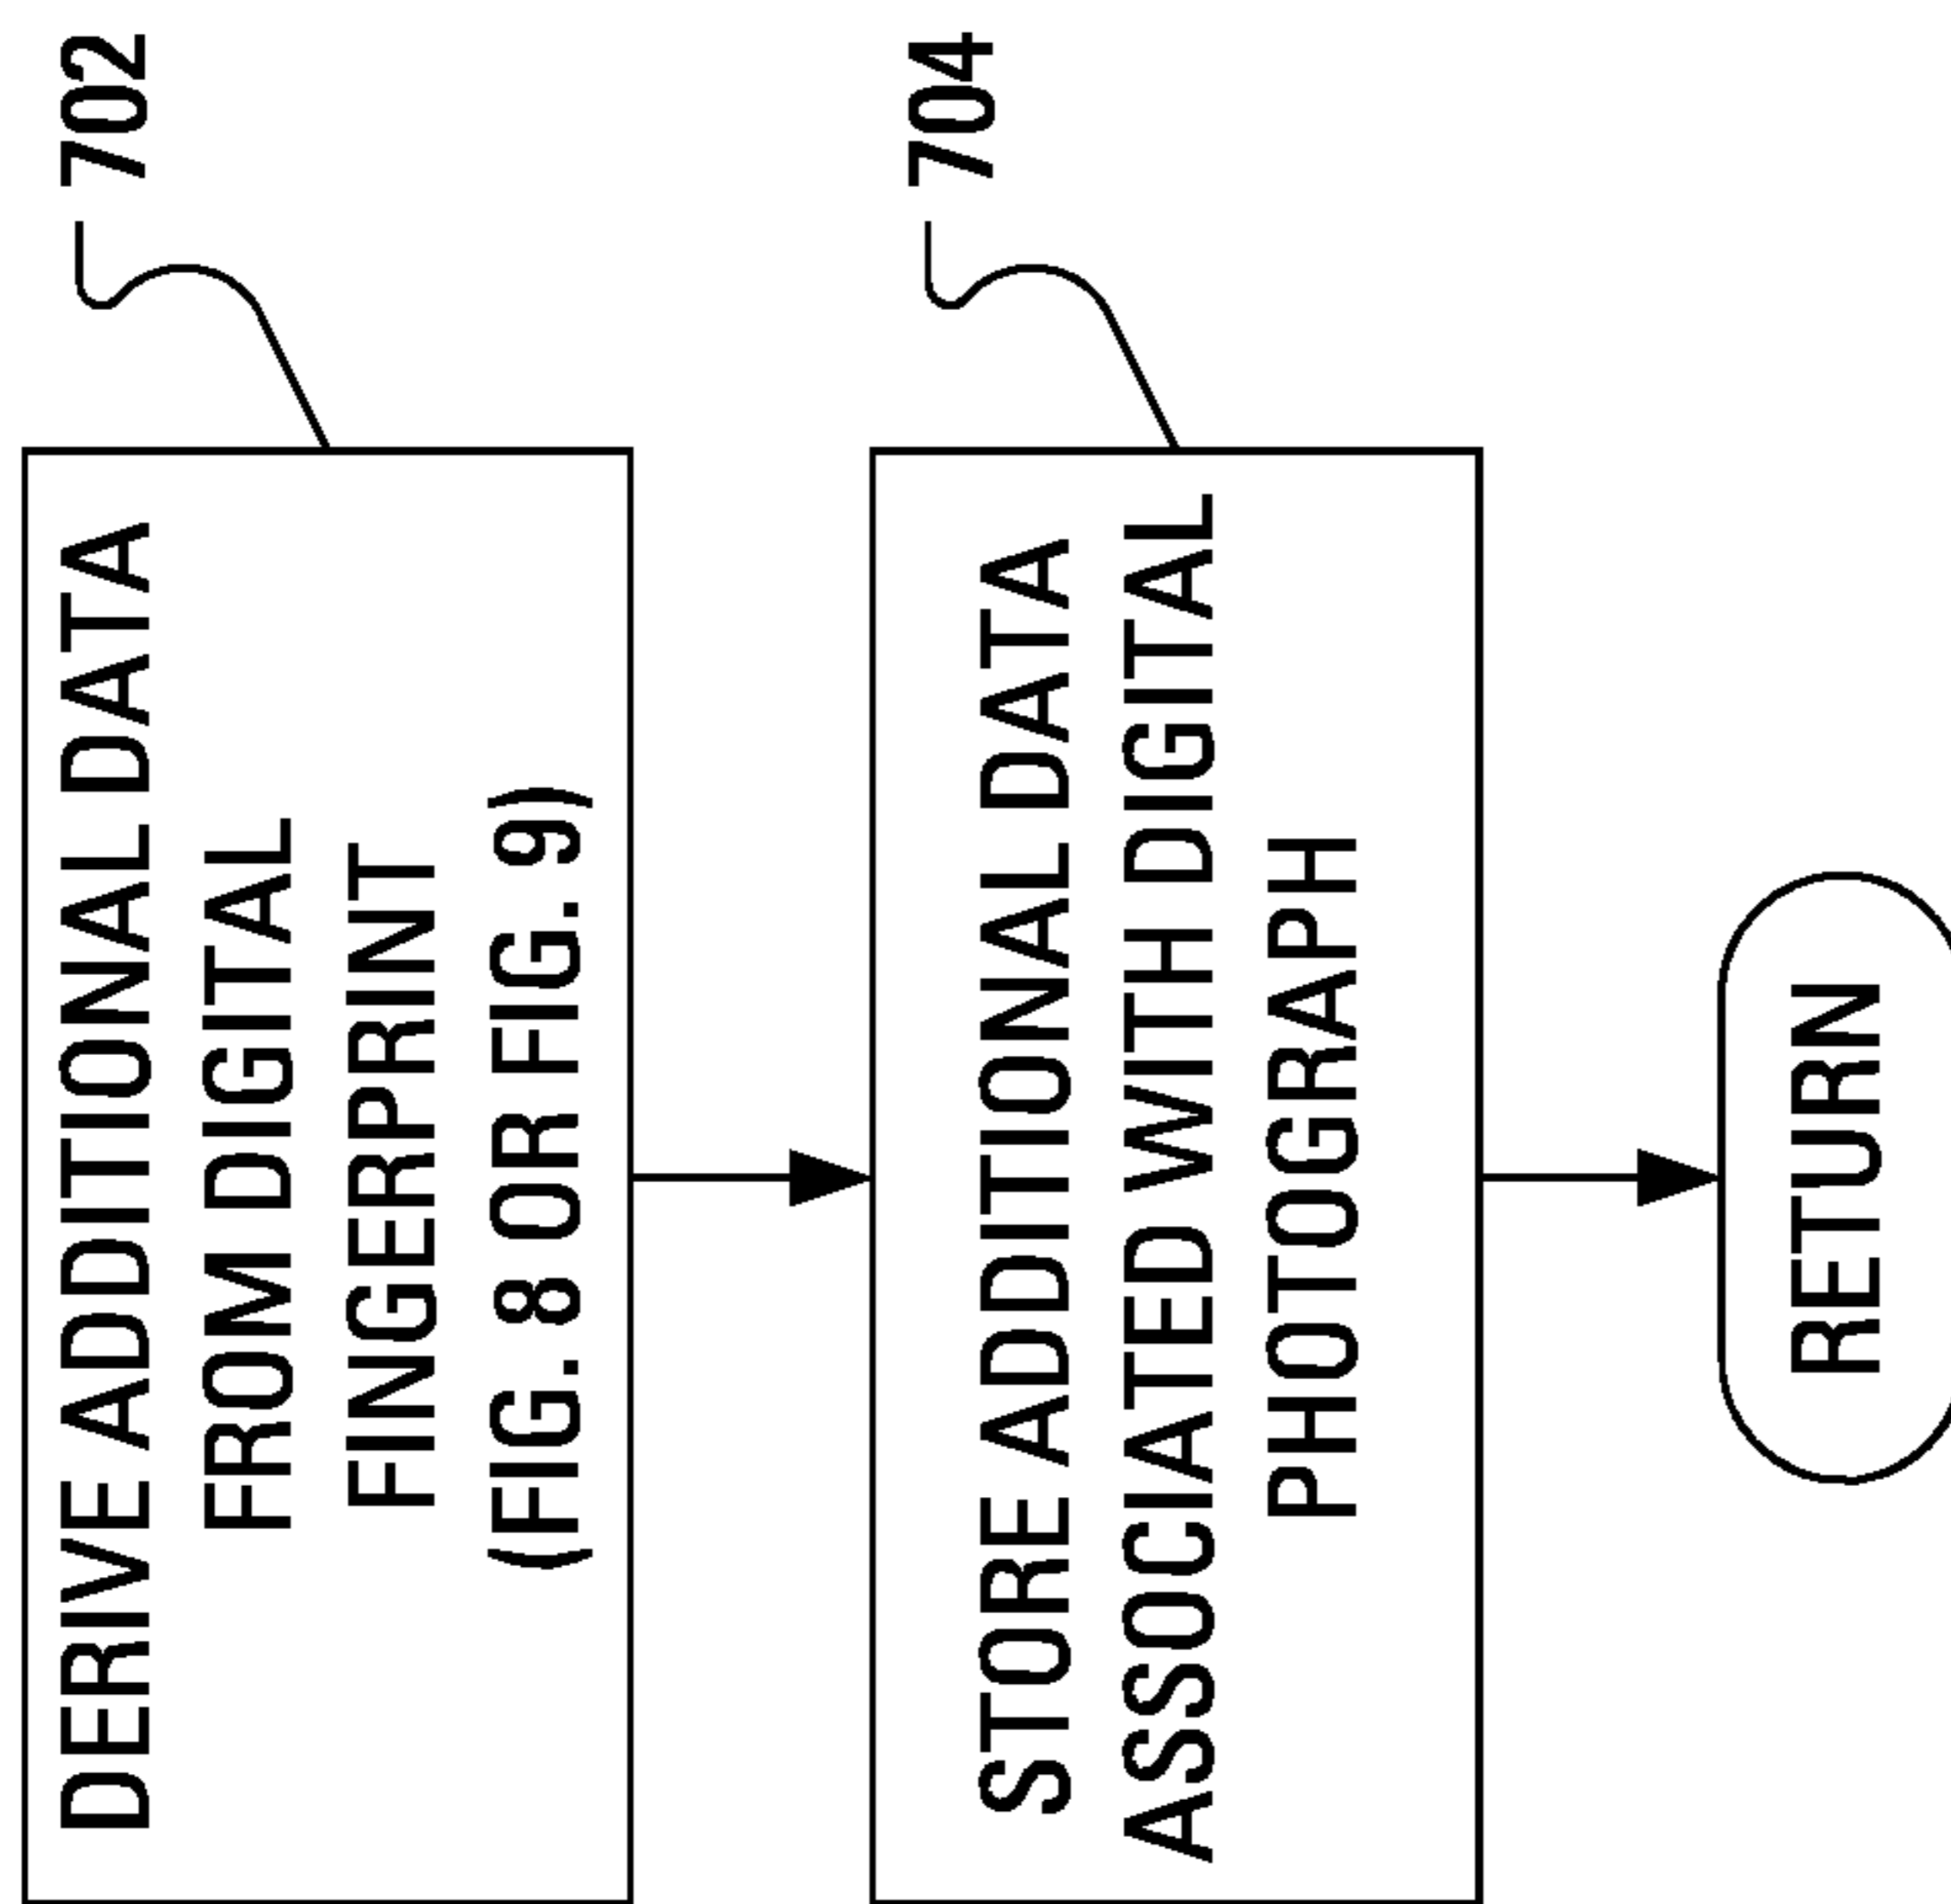 DERIVE ADDITIONAL DATA
FROM DIGITAL
FINGERPRINT
(FIG. 8 OR FIG. 9)
702
STORE ADDITIONAL DATA
ASSOCIATED WITH DIGITAL
PHOTOGRAPH
704
RETURN